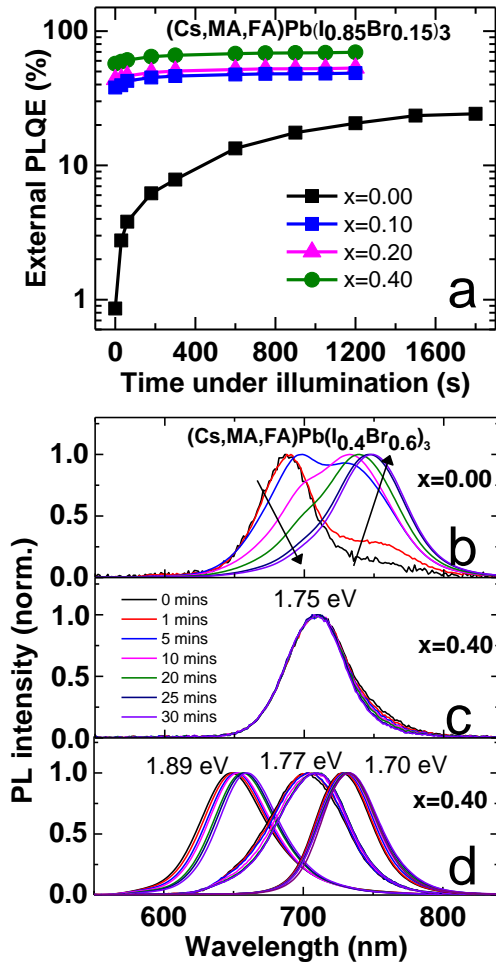 (Cs,MA,FA)Pb(I0.85Br0.15)3
External PLQE (%)
100
10
1
x=0.00
x=0.10
x=0.20
x=0.40
a
0 400 800 1200 1600
Time under illumination (s)
(Cs,MA,FA)Pb(I0.4Br0.6)3
PL intensity (norm.)
1.0
0.5
0.0
x=0.00
b
1.0
0.5
0.0
0 mins
1 mins
5 mins
10 mins
20 mins
25 mins
30 mins
1.75 eV
x=0.40
c
1.0
0.5
0.0
1.89 eV
1.77 eV
1.70 eV
x=0.40
d
600 700 800
Wavelength (nm)